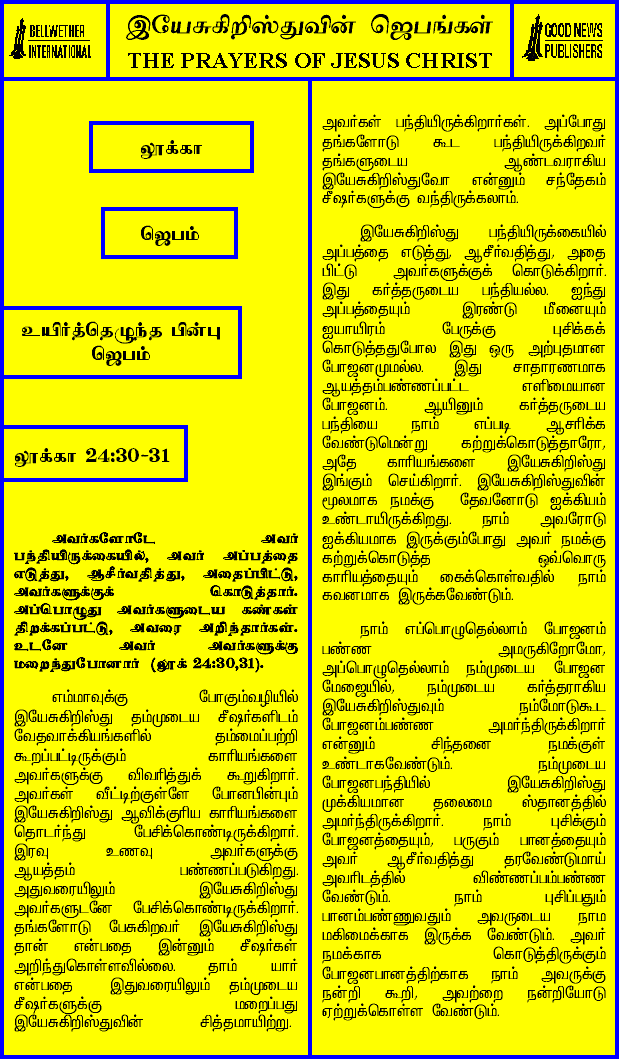 BELLWETHER
INTERNATIONAL
இயேசுகிறிஸ்துவின் ஜெபங்கள்
THE PRAYERS OF JESUS CHRIST
GOOD NEWS
PUBLISHERS
லூக்கா
ஜெபம்
உயிர்த்தெழுந்த பின்பு
ஜெபம்
லூக்கா 24:30-31
அவர்களோடே அவர்
பந்தியிருக்கையில், அவர் அப்பத்தை
எடுத்து, ஆசீர்வதித்து, அதைப்பிட்டு,
அவர்களுக்குக் கொடுத்தார்.
அப்பொழுது அவர்களுடைய கண்கள்
திறக்கப்பட்டு, அவரை அறிந்தார்கள்.
உடனே அவர் அவர்களுக்கு
மறைந்துபோனார் (லூக் 24:30,31).
எம்மாவுக்கு போகும்வழியில்
இயேசுகிறிஸ்து தம்முடைய சீஷர்களிடம்
வேதவாக்கியங்களில் தம்மைப்பற்றி
கூறப்பட்டிருக்கும் காரியங்களை
அவர்களுக்கு விவரித்துக் கூறுகிறார்.
அவர்கள் வீட்டிற்குள்ளே போனபின்பும்
இயேசுகிறிஸ்து ஆவிக்குரிய காரியங்களை
தொடர்ந்து பேசிக்கொண்டிருக்கிறார்.
இரவு உணவு அவர்களுக்கு
ஆயத்தம் பண்ணப்படுகிறது.
அதுவரையிலும் இயேசுகிறிஸ்து
அவர்களுடனே பேசிக்கொண்டிருக்கிறார்.
தங்களோடு பேசுகிறவர் இயேசுகிறிஸ்து
தான் என்பதை இன்னும் சீஷர்கள்
அறிந்துகொள்ளவில்லை. தாம் யார்
என்பதை இதுவரையிலும் தம்முடைய
சீஷர்களுக்கு மறைப்பது
இயேசுகிறிஸ்துவின் சித்தமாயிற்று.
அவர்கள் பந்தியிருக்கிறார்கள். அப்போது
தங்களோடு கூட பந்தியிருக்கிறவர்
தங்களுடைய ஆண்டவராகிய
இயேசுகிறிஸ்துவோ என்னும் சந்தேகம்
சீஷர்களுக்கு வந்திருக்கலாம்.
இயேசுகிறிஸ்து பந்தியிருக்கையில்
அப்பத்தை எடுத்து, ஆசீர்வதித்து, அதை
பிட்டு அவர்களுக்குக் கொடுக்கிறார்.
இது கர்த்தருடைய பந்தியல்ல. ஐந்து
அப்பத்தையும் இரண்டு மீனையும்
ஐயாயிரம் பேருக்கு புசிக்கக்
கொடுத்ததுபோல இது ஒரு அற்புதமான
போஜனமுமல்ல. இது சாதாரணமாக
ஆயத்தம்பண்ணப்பட்ட எளிமையான
போஜனம். ஆயினும் கர்த்தருடைய
பந்தியை நாம் எப்படி ஆசரிக்க
வேண்டுமென்று கற்றுக்கொடுத்தாரோ,
அதே காரியங்களை இயேசுகிறிஸ்து
இங்கும் செய்கிறார். இயேசுகிறிஸ்துவின்
மூலமாக நமக்கு தேவனோடு ஐக்கியம்
உண்டாயிருக்கிறது. நாம் அவரோடு
ஐக்கியமாக இருக்கும்போது அவர் நமக்கு
கற்றுக்கொடுத்த ஒவ்வொரு
காரியத்தையும் கைக்கொள்வதில் நாம்
கவனமாக இருக்கவேண்டும்.
நாம் எப்பொழுதெல்லாம் போஜனம்
பண்ண அமருகிறோமோ,
அப்பொழுதெல்லாம் நம்முடைய போஜன
மேஜையில், நம்முடைய கர்த்தராகிய
இயேசுகிறிஸ்துவும் நம்மோடுகூட
போஜனம்பண்ண அமர்ந்திருக்கிறார்
என்னும் சிந்தனை நமக்குள்
உண்டாகவேண்டும். நம்முடைய
போஜனபந்தியில் இயேசுகிறிஸ்து
முக்கியமான தலைமை ஸ்தானத்தில்
அமர்ந்திருக்கிறார். நாம் புசிக்கும்
போஜனத்தையும், பருகும் பானத்தையும்
அவர் ஆசீர்வதித்து தரவேண்டுமாய்
அவரிடத்தில் விண்ணப்பம்பண்ண
வேண்டும். நாம் புசிப்பதும்
பானம்பண்ணுவதும் அவருடைய நாம
மகிமைக்காக இருக்க வேண்டும். அவர்
நமக்காக கொடுத்திருக்கும்
போஜனபானத்திற்காக நாம் அவருக்கு
நன்றி கூறி, அவற்றை நன்றியோடு
ஏற்றுக்கொள்ள வேண்டும்.